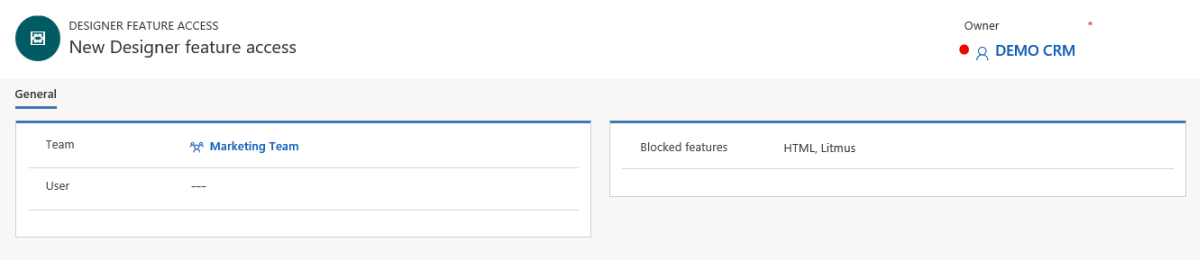 DESIGNER FEATURE ACCESS
New Designer feature access
Owner *
DEMO CRM
General
Team Marketing Team
User ---
Blocked features HTML, Litmus